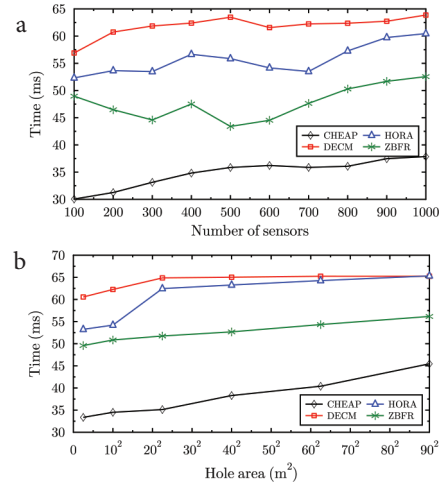 a
65
60
55
50
45
40
35
30
Time (ms)
CHEAP HORA
DECM ZBFR
100 200 300 400 500 600 700 800 900 1000
Number of sensors
b
70
65
60
55
50
45
40
35
30
Time (ms)
CHEAP HORA
DECM ZBFR
0 10² 20² 30² 40² 50² 60² 70² 80² 90²
Hole area (m²)